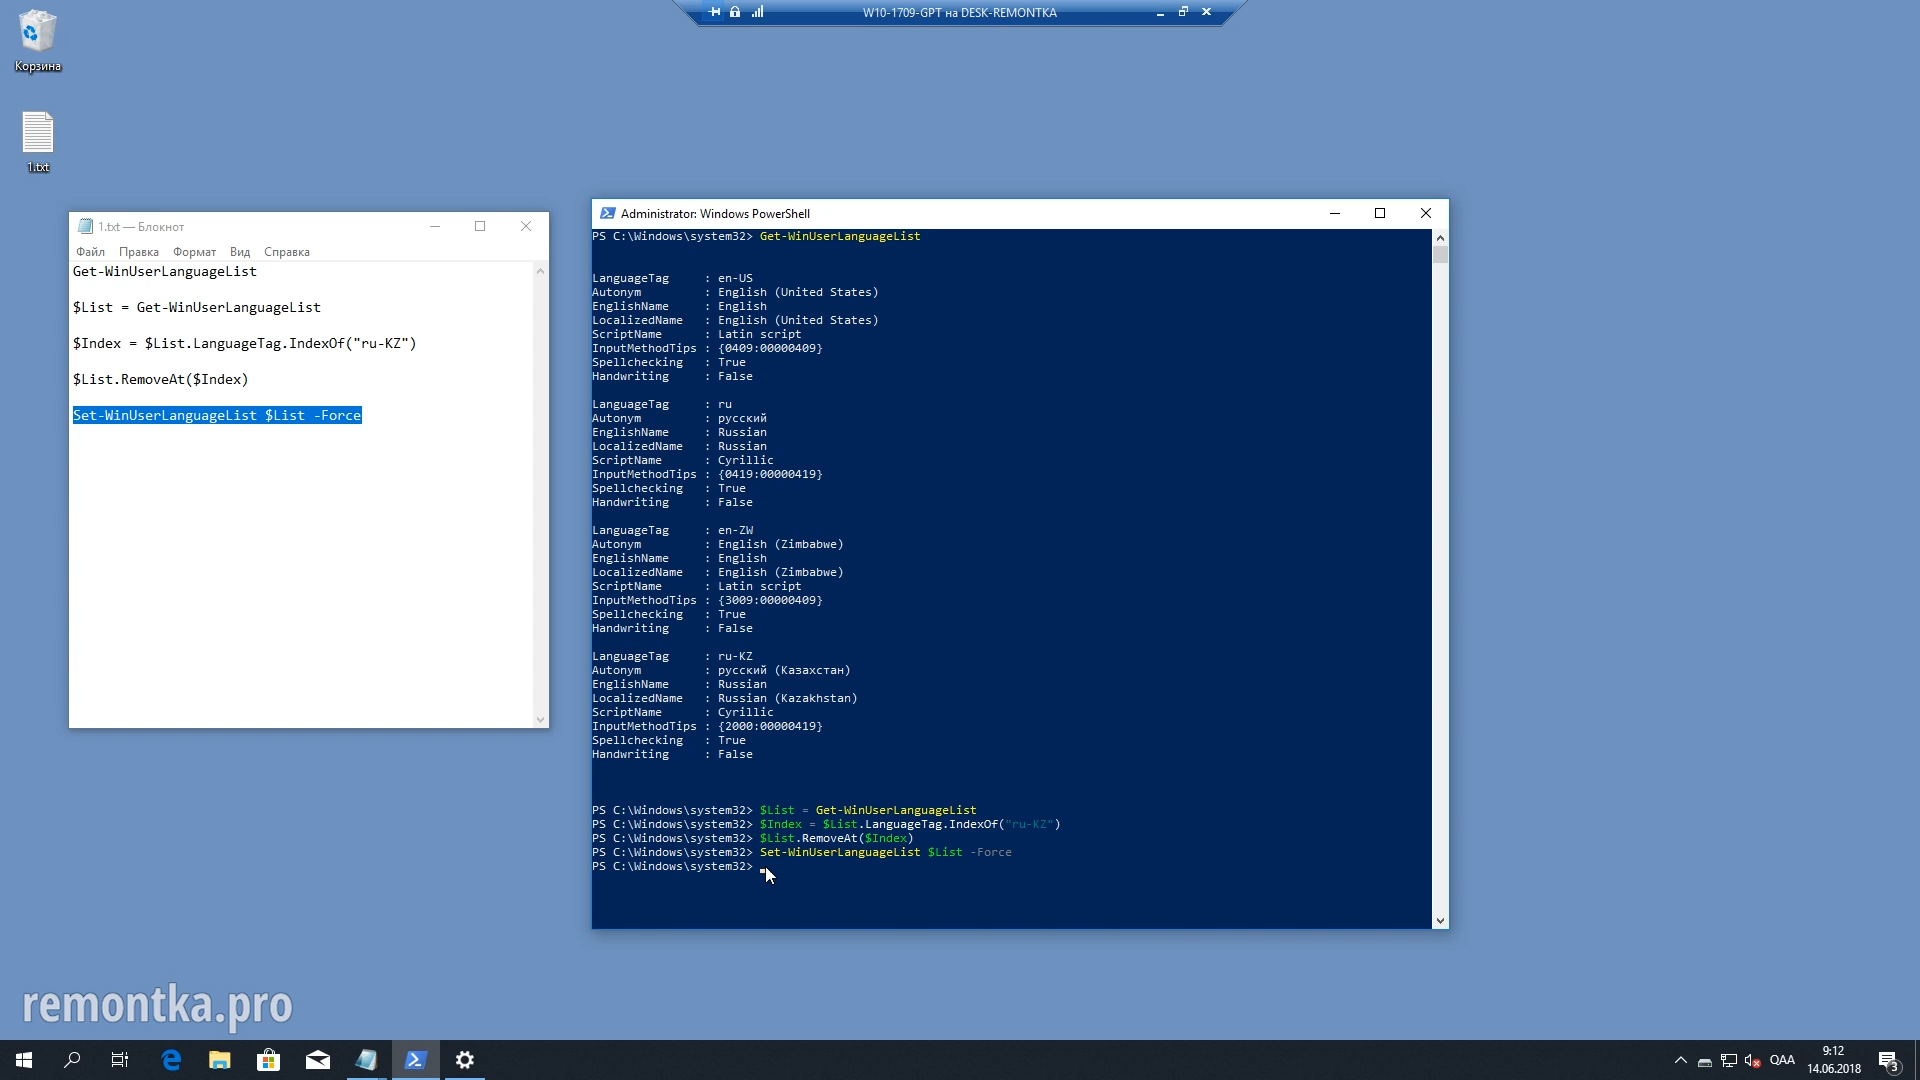 W10-1709-GPT на DESK-REMONTKA
Корзина
1.txt
1.txt — Блокнот
Файл Правка Формат Вид Справка
Get-WinUserLanguageList
$List = Get-WinUserLanguageList
$Index = $List.LanguageTag.IndexOf("ru-KZ")
$List.RemoveAt($Index)
Set-WinUserLanguageList $List -Force
Administrator: Windows PowerShell
PS C:\Windows\system32> Get-WinUserLanguageList
LanguageTag : en-US
Autonym : English (United States)
EnglishName : English
LocalizedName : English (United States)
ScriptName : Latin script
InputMethodTips : {0409:00000409}
Spellchecking : True
Handwriting : False
LanguageTag : ru
Autonym : русский
EnglishName : Russian
LocalizedName : Russian
ScriptName : Cyrillic
InputMethodTips : {0419:00000419}
Spellchecking : True
Handwriting : False
LanguageTag : en-ZW
Autonym : English (Zimbabwe)
EnglishName : English
LocalizedName : English (Zimbabwe)
ScriptName : Latin script
InputMethodTips : {3009:00000409}
Spellchecking : True
Handwriting : False
LanguageTag : ru-KZ
Autonym : русский (Казахстан)
EnglishName : Russian
LocalizedName : Russian (Kazakhstan)
ScriptName : Cyrillic
InputMethodTips : {2000:00000419}
Spellchecking : True
Handwriting : False
PS C:\Windows\system32> $List = Get-WinUserLanguageList
PS C:\Windows\system32> $Index = $List.LanguageTag.IndexOf("ru-KZ")
PS C:\Windows\system32> $List.RemoveAt($Index)
PS C:\Windows\system32> Set-WinUserLanguageList $List -Force
PS C:\Windows\system32>
remontka.pro
QAA
9:12
14.06.2018
3